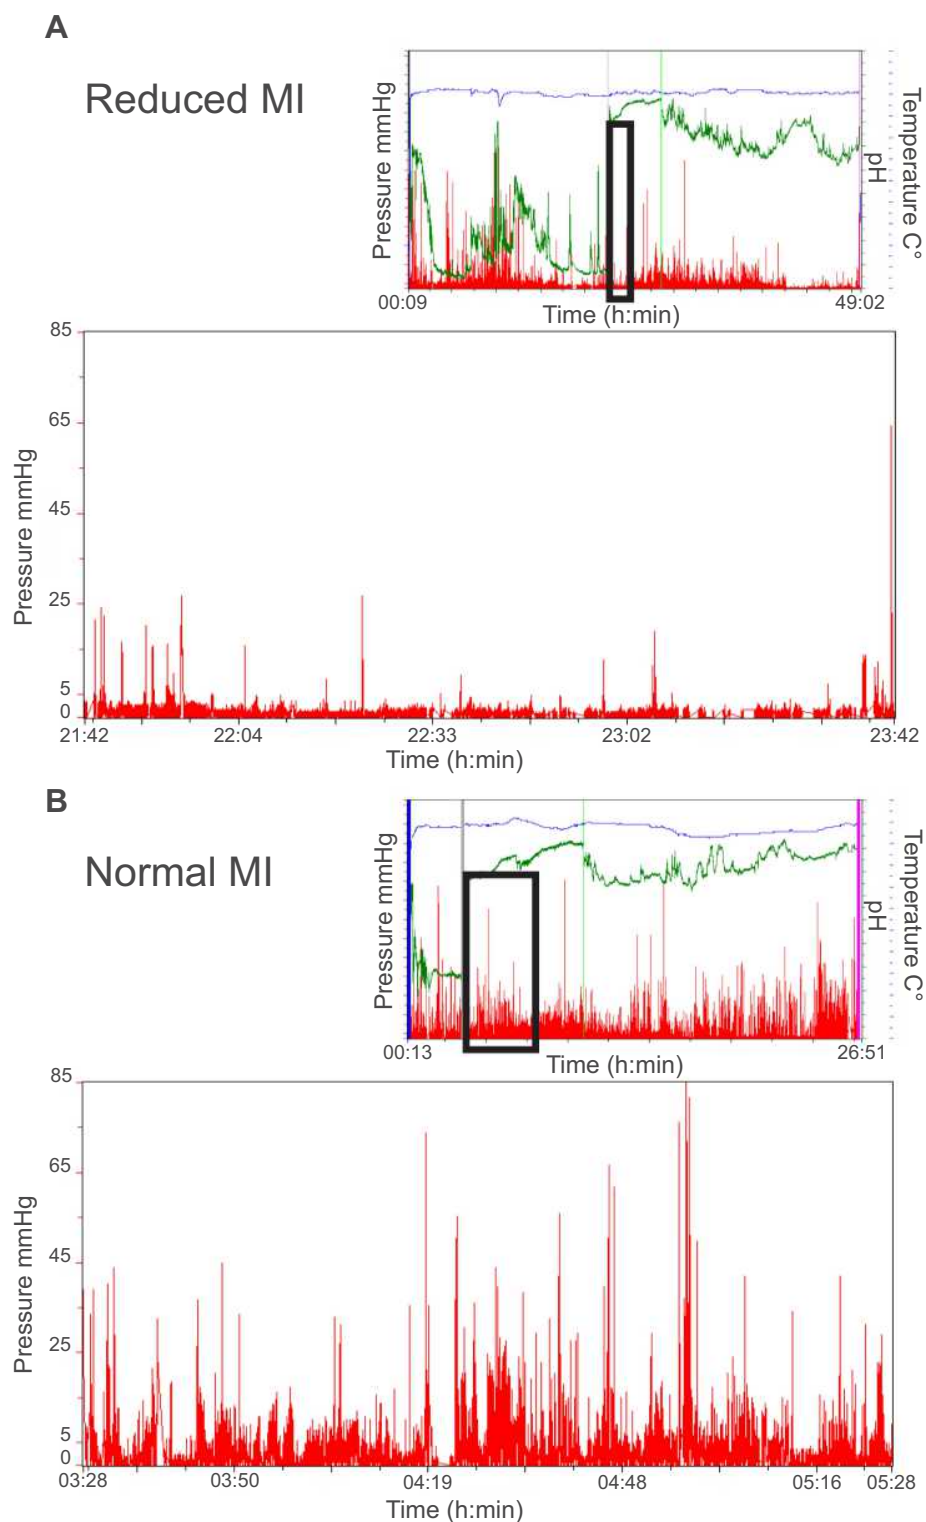 A
Reduced MI
Pressure mmHg
pH
Temperature C°
00:09
49:02
Time (h:min)
85
65
45
25
5
0
Pressure mmHg
21:42
22:04
22:33
23:02
23:42
Time (h:min)
B
Normal MI
Pressure mmHg
pH
Temperature C°
00:13
26:51
Time (h:min)
85
65
45
25
5
0
Pressure mmHg
03:28
03:50
04:19
04:48
05:16
05:28
Time (h:min)